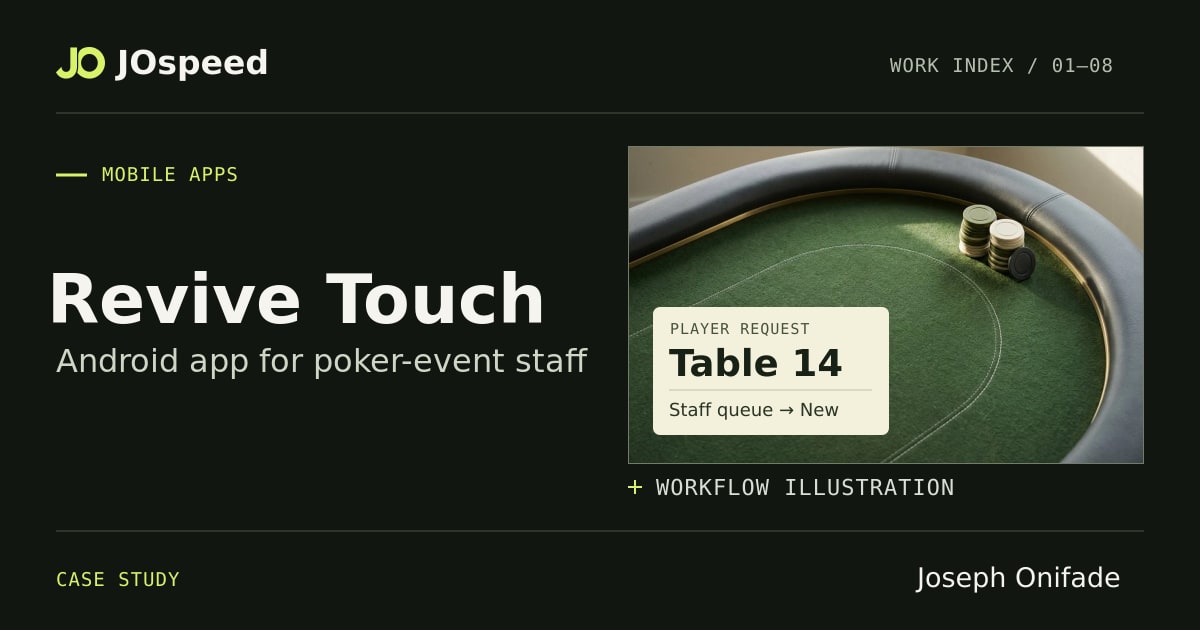 JO JOspeed
WORK INDEX / 01–08
MOBILE APPS
Revive Touch
Android app for poker-event staff
PLAYER REQUEST
Table 14
Staff queue → New
+ WORKFLOW ILLUSTRATION
CASE STUDY
Joseph Onifade